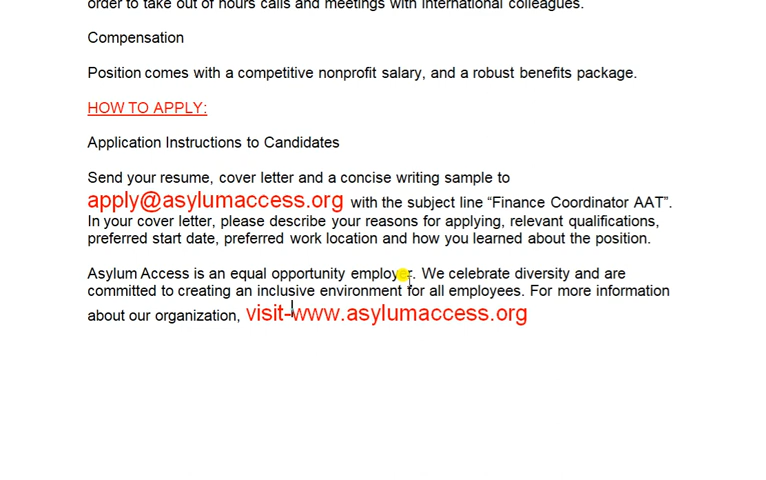 order to take out of hours calls and meetings with international colleagues.
Compensation
Position comes with a competitive nonprofit salary, and a robust benefits package.
HOW TO APPLY:
Application Instructions to Candidates
Send your resume, cover letter and a concise writing sample to
apply@asylumaccess.org with the subject line “Finance Coordinator AAT”.
In your cover letter, please describe your reasons for applying, relevant qualifications,
preferred start date, preferred work location and how you learned about the position.
Asylum Access is an equal opportunity employer. We celebrate diversity and are
committed to creating an inclusive environment for all employees. For more information
about our organization, visit-www.asylumaccess.org